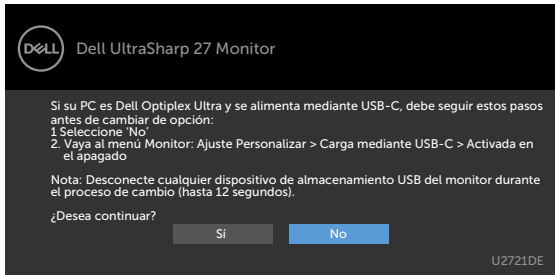 DELL
Dell UltraSharp 27 Monitor
Si su PC es Dell Optiplex Ultra y se alimenta mediante USB-C, debe seguir estos pasos
antes de cambiar de opción:
1 Seleccione ‘No’
2. Vaya al menú Monitor: Ajuste Personalizar > Carga mediante USB-C > Activada en
el apagado
Nota: Desconecte cualquier dispositivo de almacenamiento USB del monitor durante
el proceso de cambio (hasta 12 segundos).
¿Desea continuar?
Sí
No
U2721DE